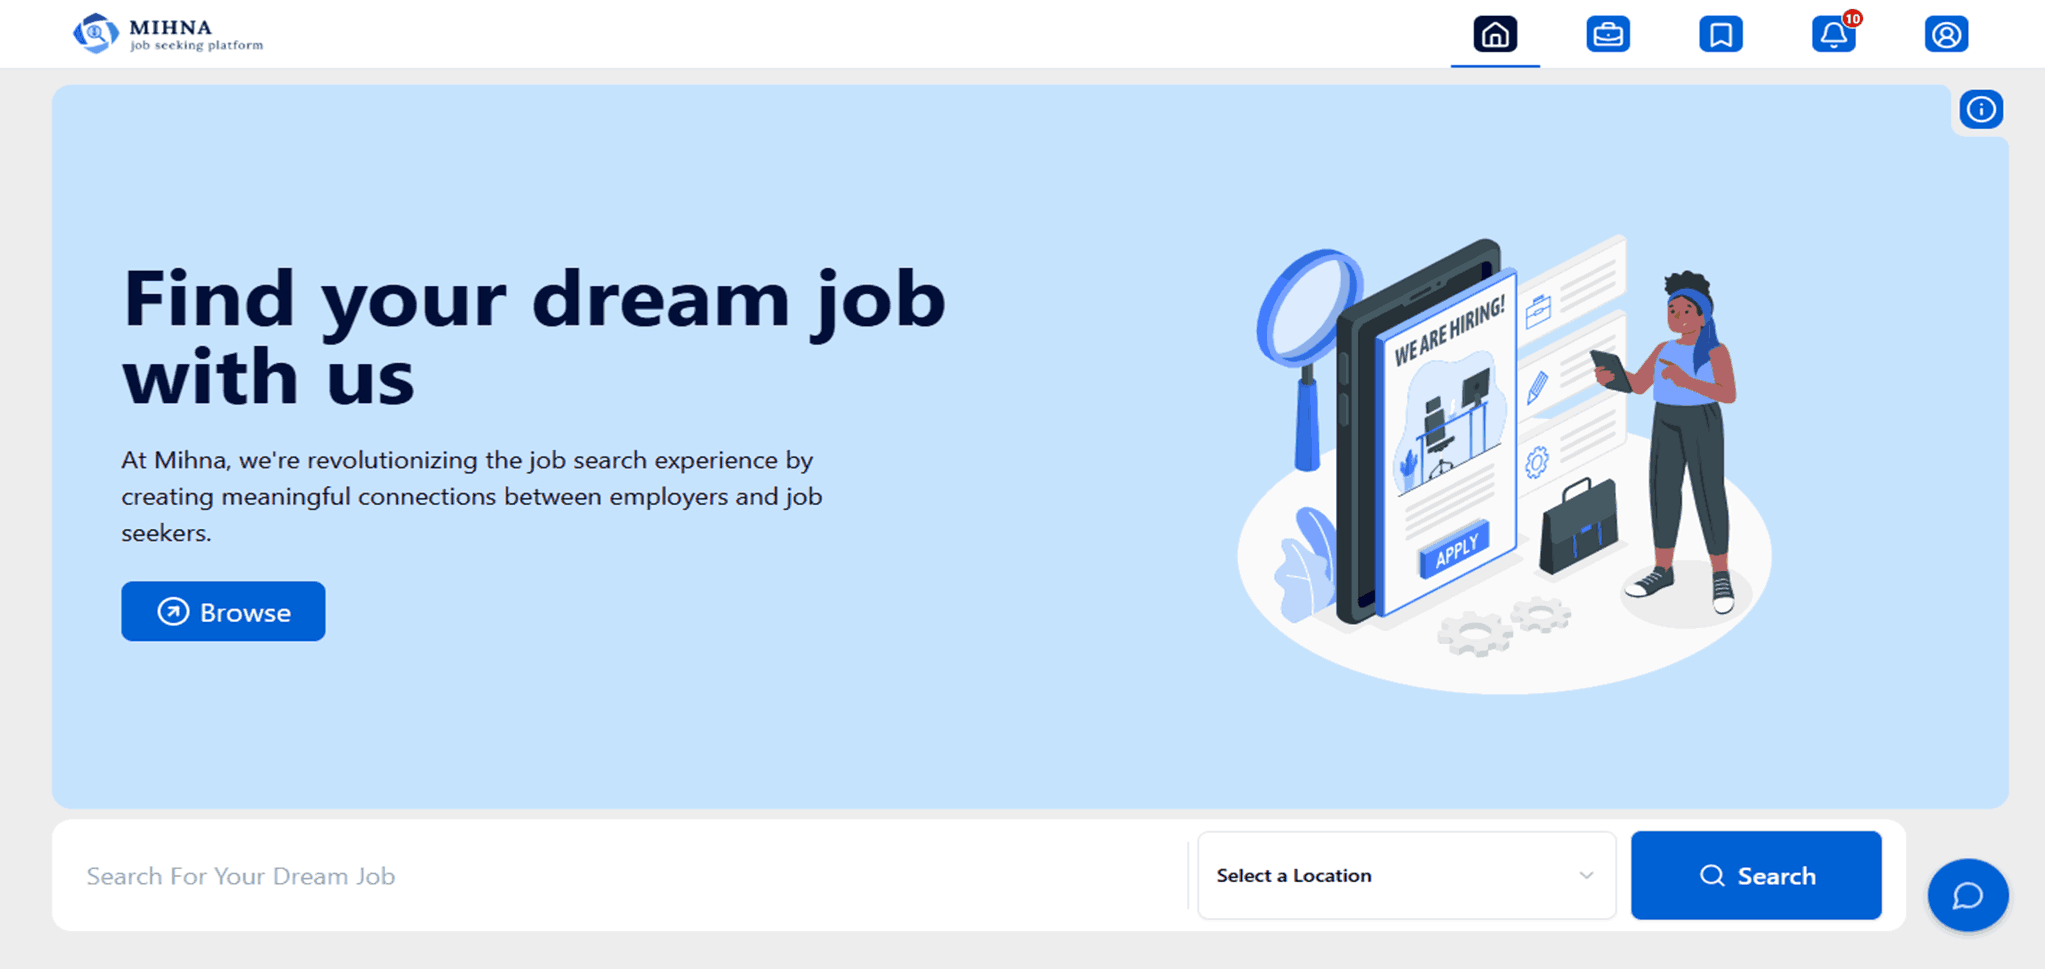 MIHNA
job seeking platform
10
Find your dream job
with us
At Mihna, we're revolutionizing the job search experience by
creating meaningful connections between employers and job
seekers.
Browse
WE ARE HIRING!
APPLY
Search For Your Dream Job
Select a Location
Search